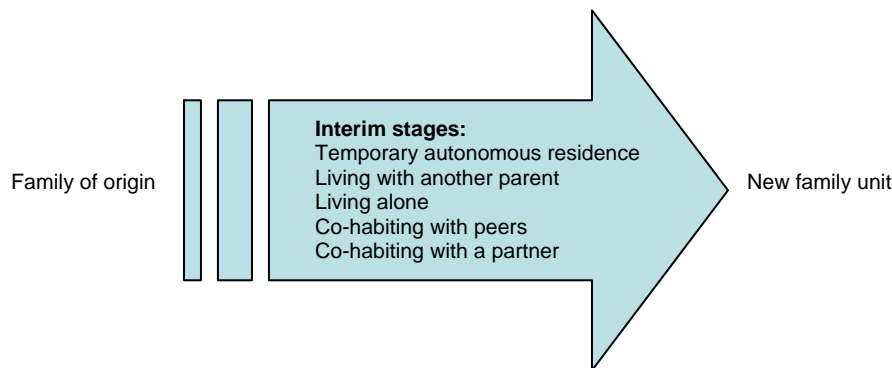 Family of origin
Interim stages:
Temporary autonomous residence
Living with another parent
Living alone
Co-habiting with peers
Co-habiting with a partner
New family unit